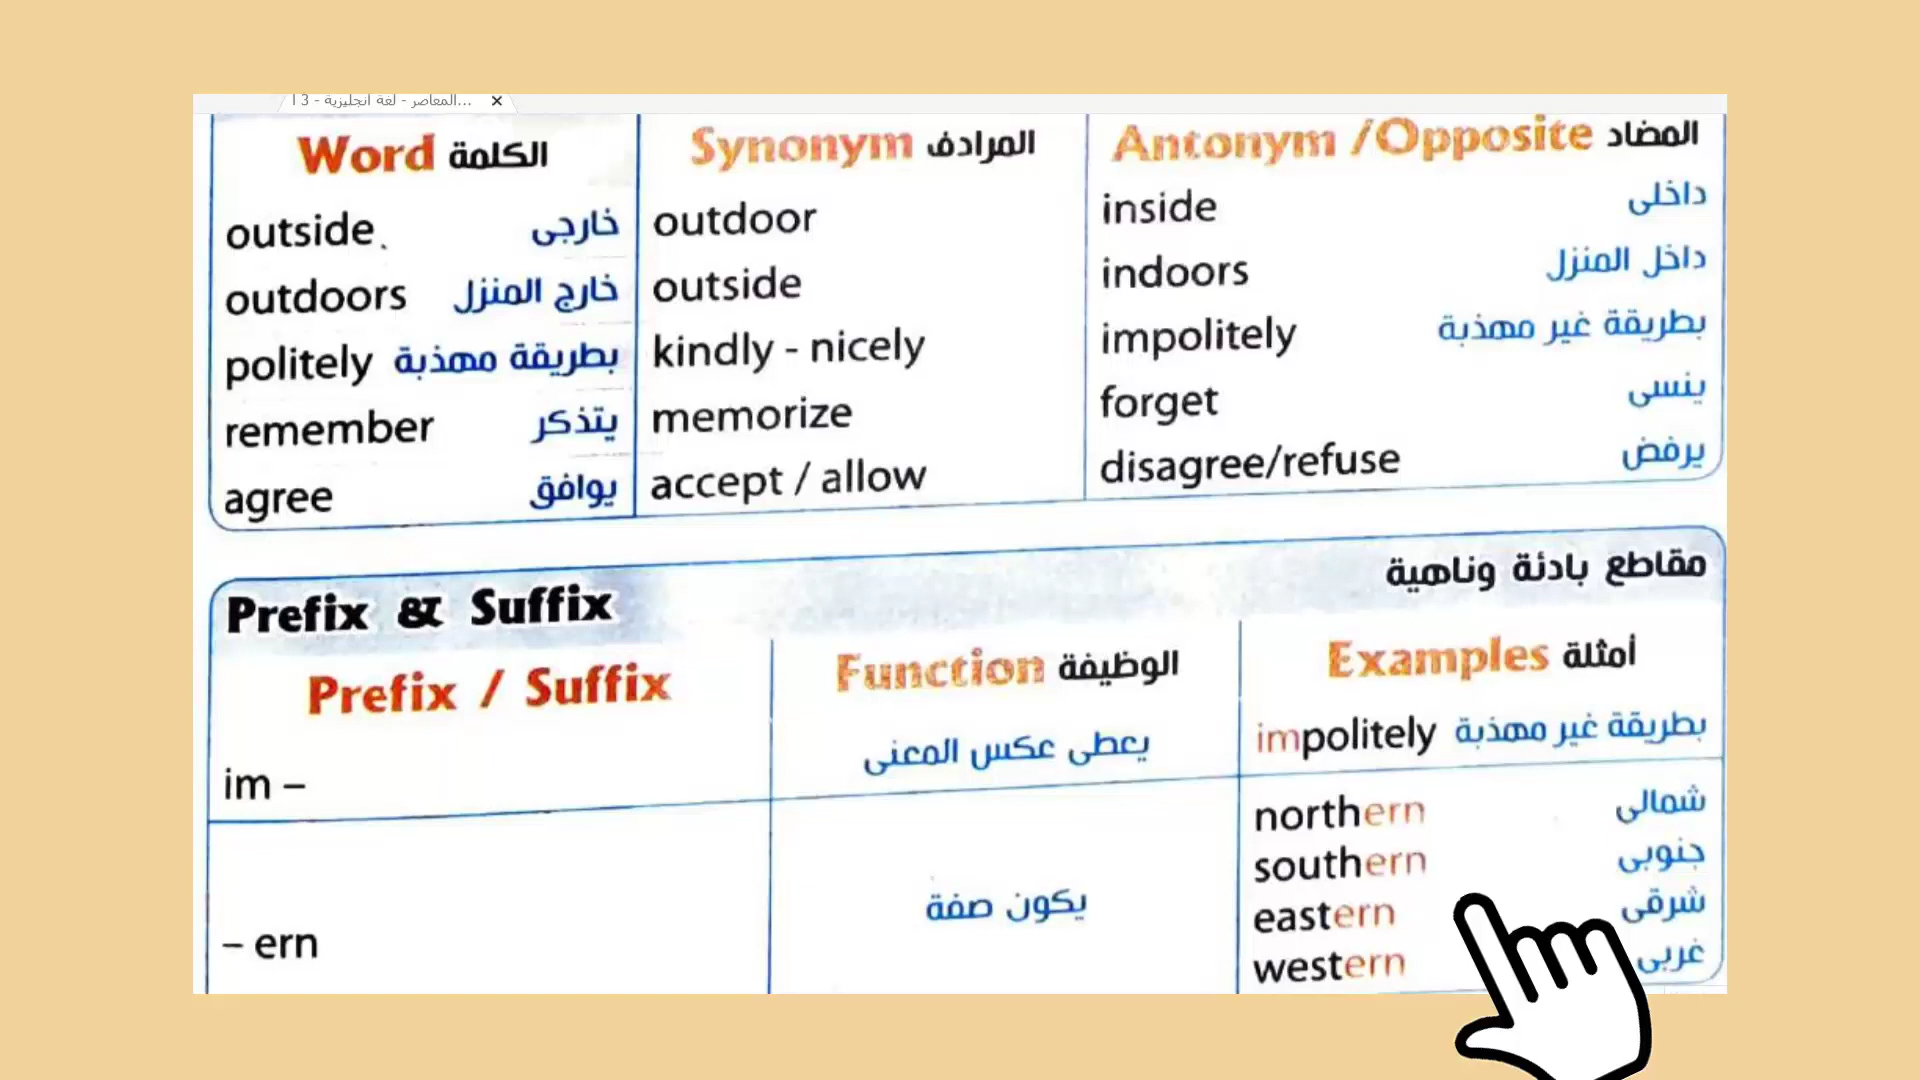 المعاصر - لغة انجليزية - 3 ا...
Word الكلمة Synonym المرادف Antonym /Opposite المضاد
outside خارجى outdoor inside داخلى
outdoors خارج المنزل outside indoors داخل المنزل
politely بطريقة مهذبة kindly - nicely impolitely بطريقة غير مهذبة
remember يتذكر memorize forget ينسى
agree يوافق accept / allow disagree/refuse يرفض
Prefix & Suffix مقاطع بادئة وناهية
Prefix / Suffix Function الوظيفة Examples أمثلة
im – يعطى عكس المعنى impolitely بطريقة غير مهذبة
– ern يكون صفة northern شمالى
southern جنوبى
eastern شرقى
western غربى